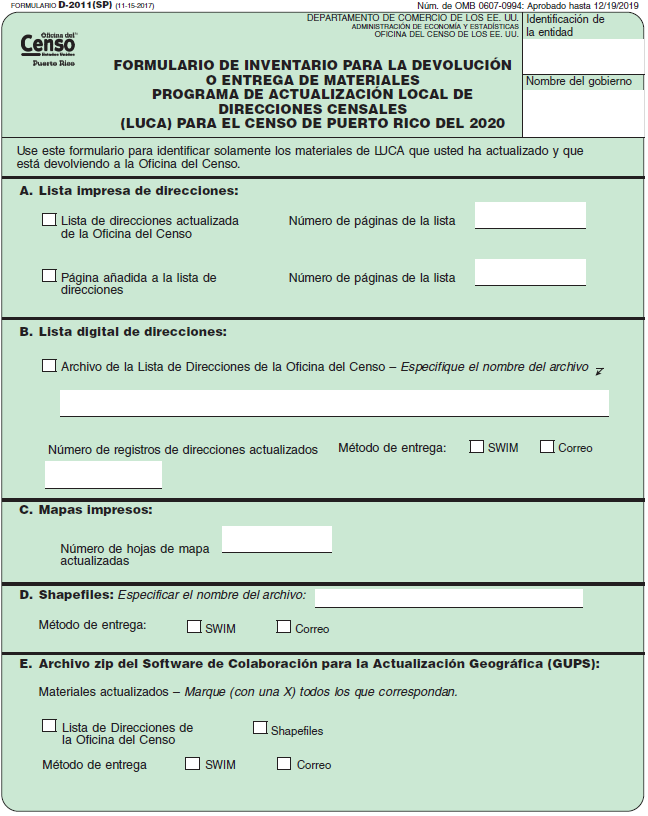 FORMULARIO D-2011(SP) (11-15-2017)
Núm. de OMB 0607-0994: Aprobado hasta 12/19/2019
Oficina del
Censo
Estados Unidos
Puerto Rico
DEPARTAMENTO DE COMERCIO DE LOS EE. UU.
ADMINISTRACIÓN DE ECONOMÍA Y ESTADÍSTICAS
OFICINA DEL CENSO DE LOS EE. UU.
FORMULARIO DE INVENTARIO PARA LA DEVOLUCIÓN
O ENTREGA DE MATERIALES
PROGRAMA DE ACTUALIZACIÓN LOCAL DE
DIRECCIONES CENSALES
(LUCA) PARA EL CENSO DE PUERTO RICO DEL 2020
Identificación de
la entidad
Nombre del gobierno
Use este formulario para identificar solamente los materiales de LUCA que usted ha actualizado y que
está devolviendo a la Oficina del Censo.
A. Lista impresa de direcciones:
Lista de direcciones actualizada
de la Oficina del Censo
Número de páginas de la lista
Página añadida a la lista de
direcciones
Número de páginas de la lista
B. Lista digital de direcciones:
Archivo de la Lista de Direcciones de la Oficina del Censo – Especifique el nombre del archivo
Número de registros de direcciones actualizados
Método de entrega: SWIM Correo
C. Mapas impresos:
Número de hojas de mapa
actualizadas
D. Shapefiles: Especificar el nombre del archivo:
Método de entrega: SWIM Correo
E. Archivo zip del Software de Colaboración para la Actualización Geográfica (GUPS):
Materiales actualizados – Marque (con una X) todos los que correspondan.
Lista de Direcciones de
la Oficina del Censo
Shapefiles
Método de entrega SWIM Correo